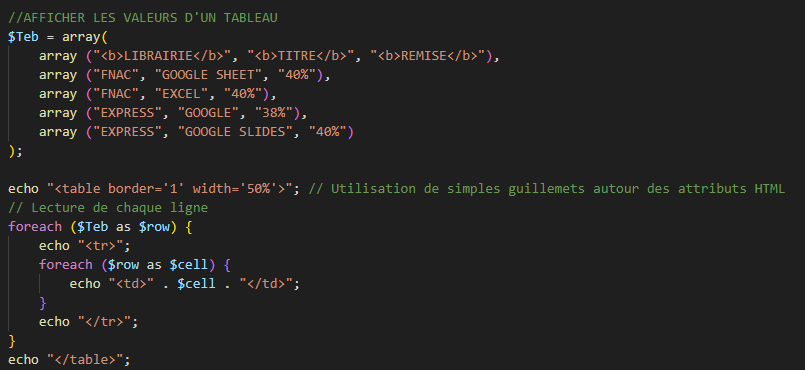 //AFFICHER LES VALEURS D'UN TABLEAU
$Teb = array(
    array ("<b>LIBRAIRIE</b>", "<b>TITRE</b>", "<b>REMISE</b>"),
    array ("FNAC", "GOOGLE SHEET", "40%"),
    array ("FNAC", "EXCEL", "40%"),
    array ("EXPRESS", "GOOGLE", "38%"),
    array ("EXPRESS", "GOOGLE SLIDES", "40%")
);
echo "<table border='1' width='50%'>"; // Utilisation de simples guillemets autour des attributs HTML
// Lecture de chaque ligne
foreach ($Teb as $row) {
    echo "<tr>";
    foreach ($row as $cell) {
        echo "<td>" . $cell . "</td>";
    }
    echo "</tr>";
}
echo "</table>";